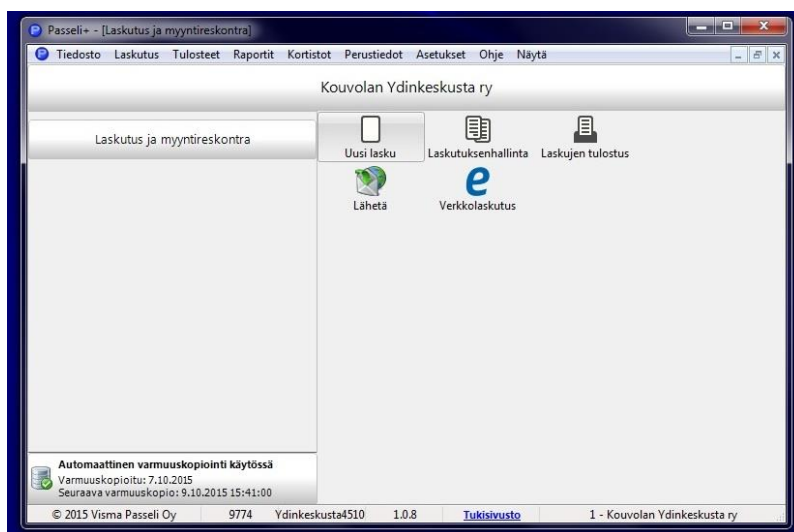 Passeli+ - [Laskutus ja myyntireskontra]
Tiedosto Laskutus Tulosteet Raportit Kortistot Perustiedot Asetukset Ohje Näytä
Kouvolan Ydinkeskusta ry
Laskutus ja myyntireskontra
Uusi lasku Laskutuksenhallinta Laskujen tulostus
Lähetä Verkkolaskutus
Automaattinen varmuuskopiointi käytössä
Varmuuskopioitu: 7.10.2015
Seuraava varmuuskopio: 9.10.2015 15:41:00
© 2015 Visma Passeli Oy 9774 Ydinkeskusta4510 1.0.8 Tukisivusto 1 - Kouvolan Ydinkeskusta ry